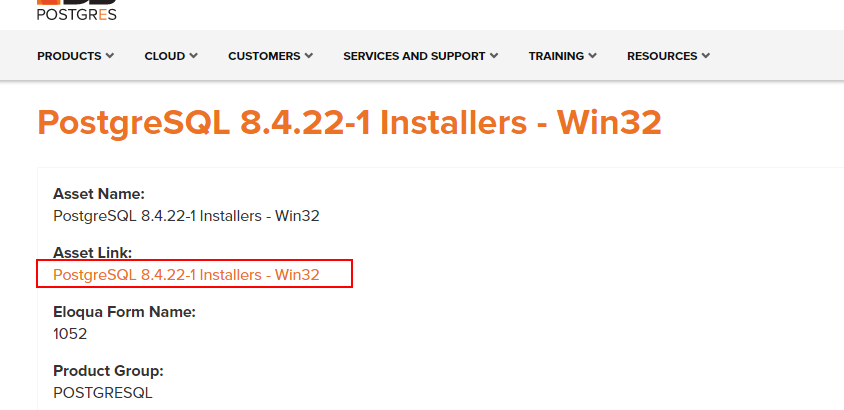 POSTGRES
PRODUCTS CLOUD CUSTOMERS SERVICES AND SUPPORT TRAINING RESOURCES
PostgreSQL 8.4.22-1 Installers - Win32
Asset Name:
PostgreSQL 8.4.22-1 Installers - Win32
Asset Link:
PostgreSQL 8.4.22-1 Installers - Win32
Eloqua Form Name:
1052
Product Group:
POSTGRESQL